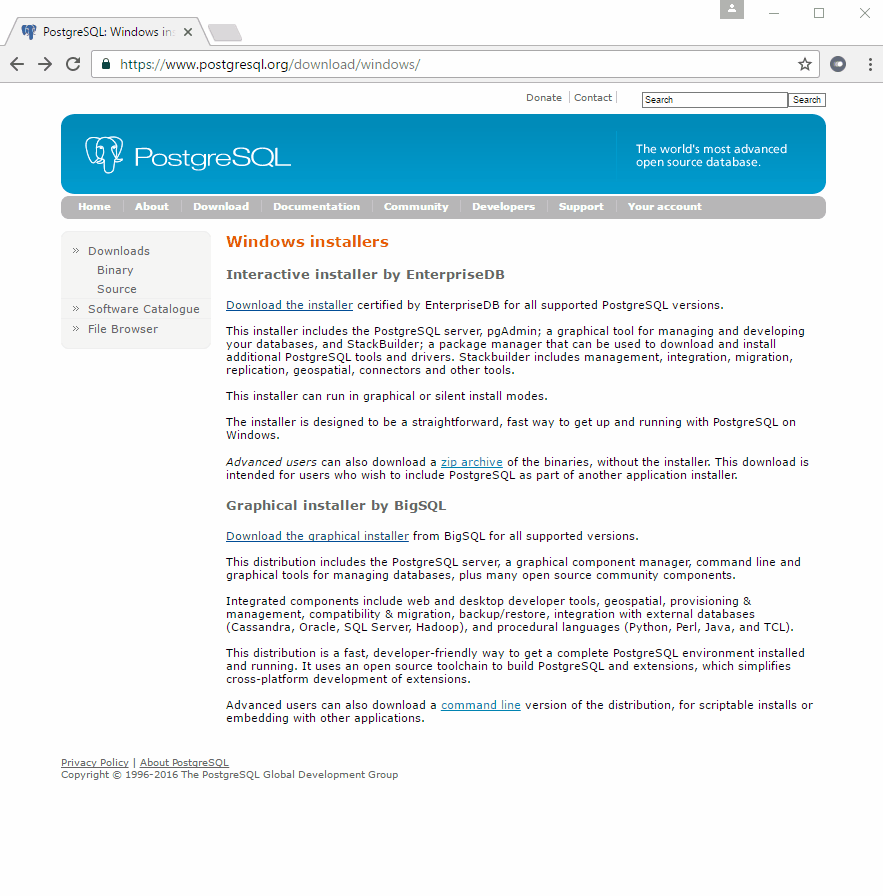 PostgreSQL: Windows in
https://www.postgresql.org/download/windows/
Donate | Contact |
Search
Search
PostgreSQL
The world's most advanced
open source database.
Home | About | Download | Documentation | Community | Developers | Support | Your account
» Downloads
Binary
Source
» Software Catalogue
» File Browser
Windows installers
Interactive installer by EnterpriseDB
Download the installer certified by EnterpriseDB for all supported PostgreSQL versions.
This installer includes the PostgreSQL server, pgAdmin; a graphical tool for managing and developing
your databases, and StackBuilder; a package manager that can be used to download and install
additional PostgreSQL tools and drivers. Stackbuilder includes management, integration, migration,
replication, geospatial, connectors and other tools.
This installer can run in graphical or silent install modes.
The installer is designed to be a straightforward, fast way to get up and running with PostgreSQL on
Windows.
Advanced users can also download a zip archive of the binaries, without the installer. This download is
intended for users who wish to include PostgreSQL as part of another application installer.
Graphical installer by BigSQL
Download the graphical installer from BigSQL for all supported versions.
This distribution includes the PostgreSQL server, a graphical component manager, command line and
graphical tools for managing databases, plus many open source community components.
Integrated components include web and desktop developer tools, geospatial, provisioning &
management, compatibility & migration, backup/restore, integration with external databases
(Cassandra, Oracle, SQL Server, Hadoop), and procedural languages (Python, Perl, Java, and TCL).
This distribution is a fast, developer-friendly way to get a complete PostgreSQL environment installed
and running. It uses an open source toolchain to build PostgreSQL and extensions, which simplifies
cross-platform development of extensions.
Advanced users can also download a command line version of the distribution, for scriptable installs or
embedding with other applications.
Privacy Policy | About PostgreSQL
Copyright © 1996-2016 The PostgreSQL Global Development Group